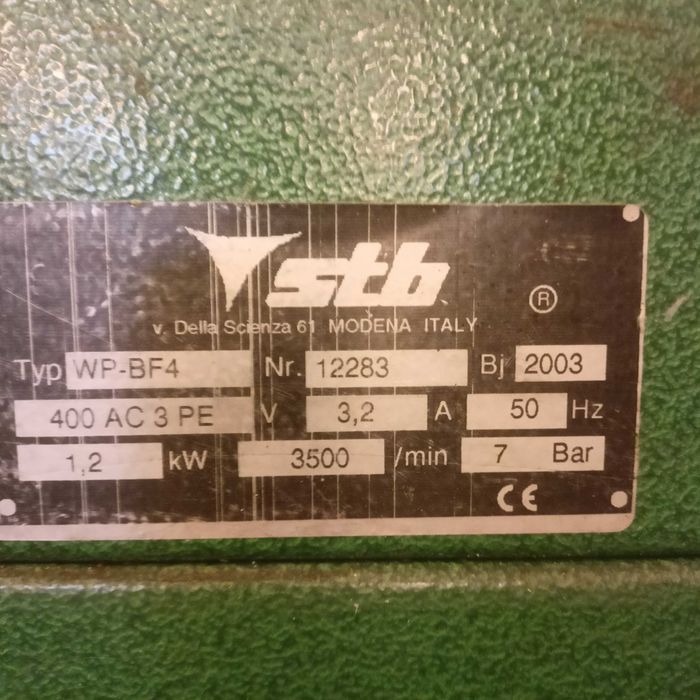 stb ®
v. Della Scienza 61 MODENA ITALY
Typ WP-BF4 Nr. 12283 Bj 2003
400 AC 3 PE V 3,2 A 50 Hz
1,2 kW 3500 /min 7 Bar
CE